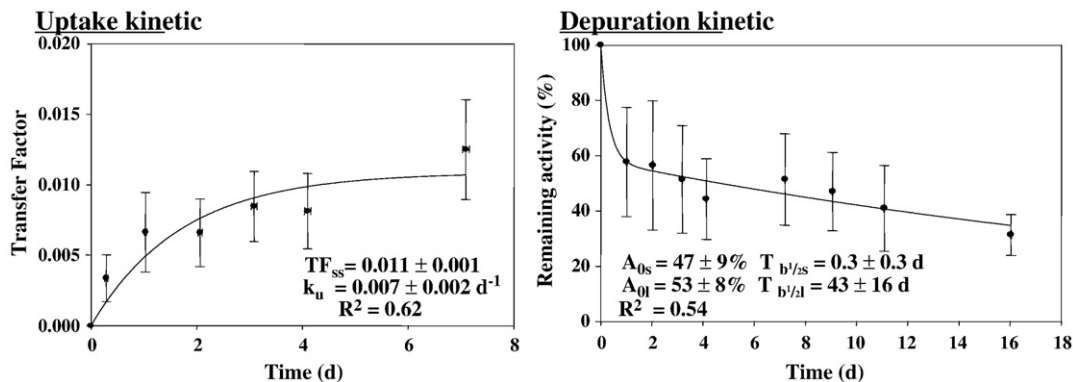 Uptake kinetic
0.020
0.015
0.010
0.005
0.000
Transfer Factor
TFss = 0.011 ± 0.001
ku = 0.007 ± 0.002 d-1
R2 = 0.62
0 2 4 6 8
Time (d)
Depuration kinetic
100
80
60
40
20
0
Remaining activity (%)
A0s = 47 ± 9% T b½s = 0.3 ± 0.3 d
A0l = 53 ± 8% T b½l = 43 ± 16 d
R2 = 0.54
0 2 4 6 8 10 12 14 16 18
Time (d)